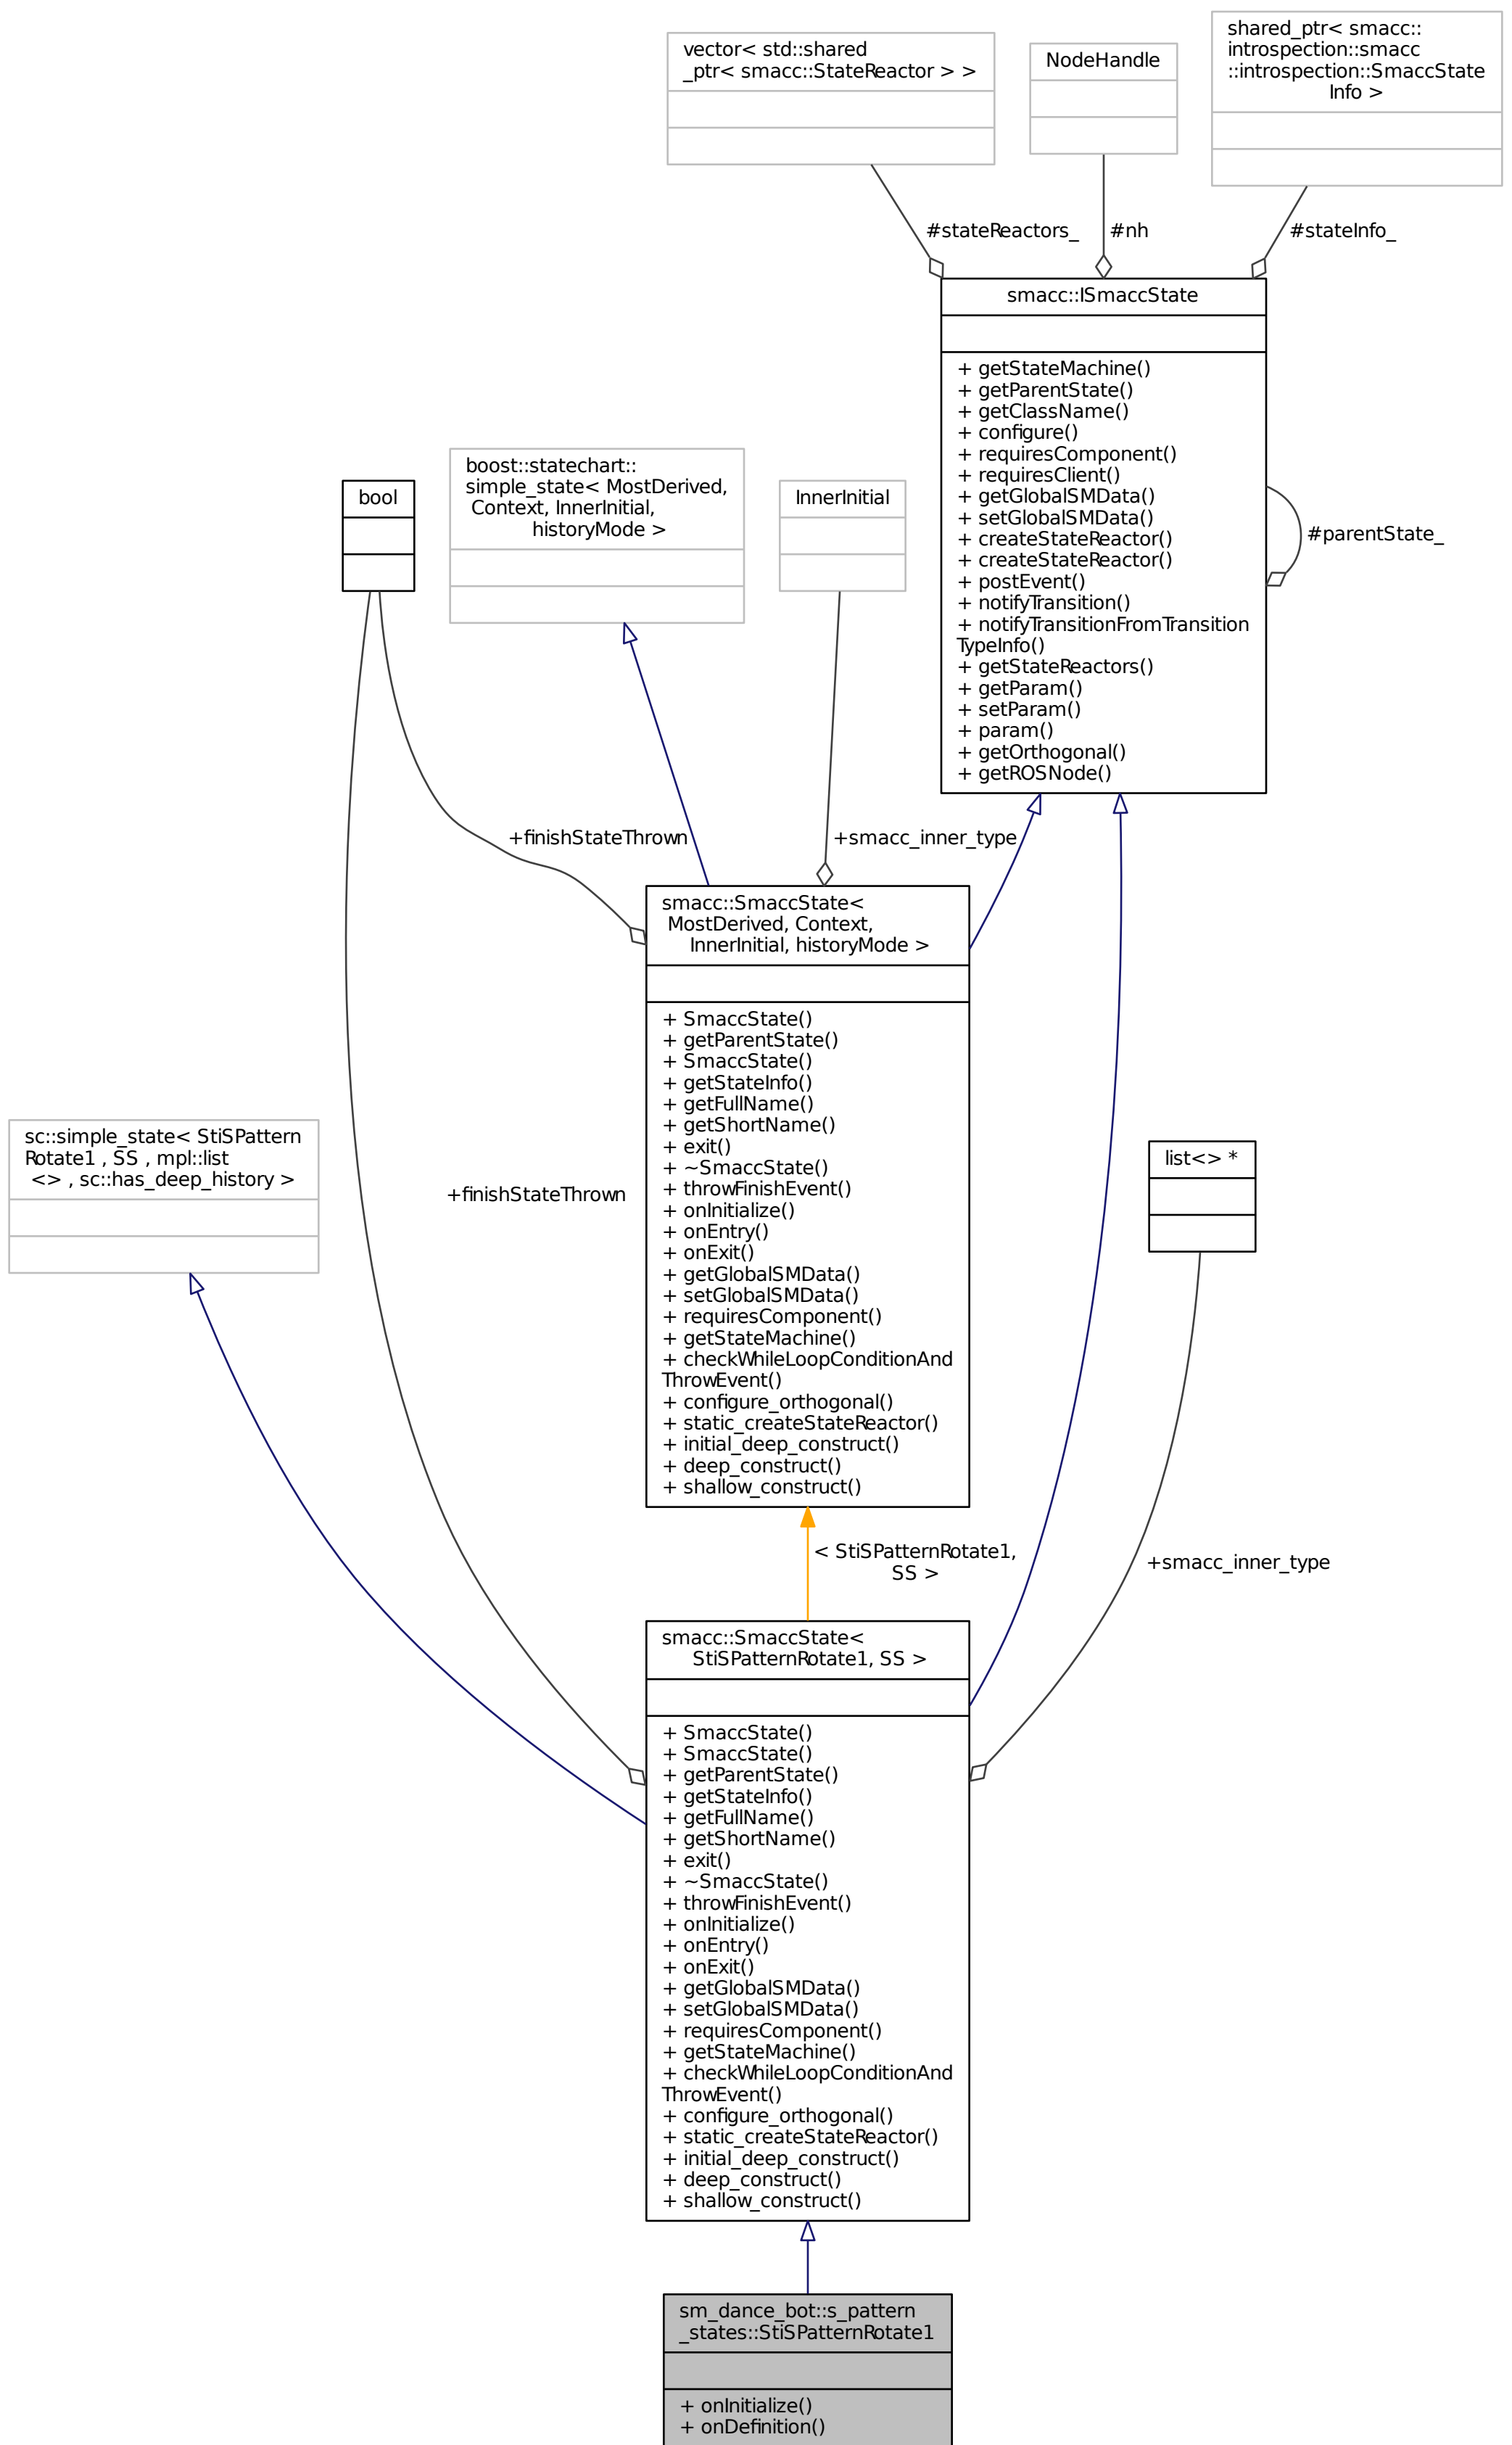 vector< std::shared
_ptr< smacc::StateReactor > >
NodeHandle
shared_ptr< smacc::
introspection::smacc
::introspection::SmaccState
Info >
#stateReactors_
#nh
#stateInfo_
smacc::ISmaccState
+ getStateMachine()
+ getParentState()
+ getClassName()
+ configure()
+ requiresComponent()
+ requiresClient()
+ getGlobalSMData()
+ setGlobalSMData()
+ createStateReactor()
+ createStateReactor()
+ postEvent()
+ notifyTransition()
+ notifyTransitionFromTransition
TypeInfo()
+ getStateReactors()
+ getParam()
+ setParam()
+ param()
+ getOrthogonal()
+ getROSNode()
#parentState_
bool
boost::statechart::
simple_state< MostDerived,
Context, InnerInitial,
historyMode >
InnerInitial
+finishStateThrown
+smacc_inner_type
smacc::SmaccState<
MostDerived, Context,
InnerInitial, historyMode >
+ SmaccState()
+ getParentState()
+ SmaccState()
+ getStateInfo()
+ getFullName()
+ getShortName()
+ exit()
+ ~SmaccState()
+ throwFinishEvent()
+ onInitialize()
+ onEntry()
+ onExit()
+ getGlobalSMData()
+ setGlobalSMData()
+ requiresComponent()
+ getStateMachine()
+ checkWhileLoopConditionAnd
ThrowEvent()
+ configure_orthogonal()
+ static_createStateReactor()
+ initial_deep_construct()
+ deep_construct()
+ shallow_construct()
sc::simple_state< StiSPattern
Rotate1 , SS , mpl::list
<> , sc::has_deep_history >
+finishStateThrown
list<> *
< StiSPatternRotate1,
SS >
+smacc_inner_type
smacc::SmaccState<
StiSPatternRotate1, SS >
+ SmaccState()
+ SmaccState()
+ getParentState()
+ getStateInfo()
+ getFullName()
+ getShortName()
+ exit()
+ ~SmaccState()
+ throwFinishEvent()
+ onInitialize()
+ onEntry()
+ onExit()
+ getGlobalSMData()
+ setGlobalSMData()
+ requiresComponent()
+ getStateMachine()
+ checkWhileLoopConditionAnd
ThrowEvent()
+ configure_orthogonal()
+ static_createStateReactor()
+ initial_deep_construct()
+ deep_construct()
+ shallow_construct()
sm_dance_bot::s_pattern
_states::StiSPatternRotate1
+ onInitialize()
+ onDefinition()